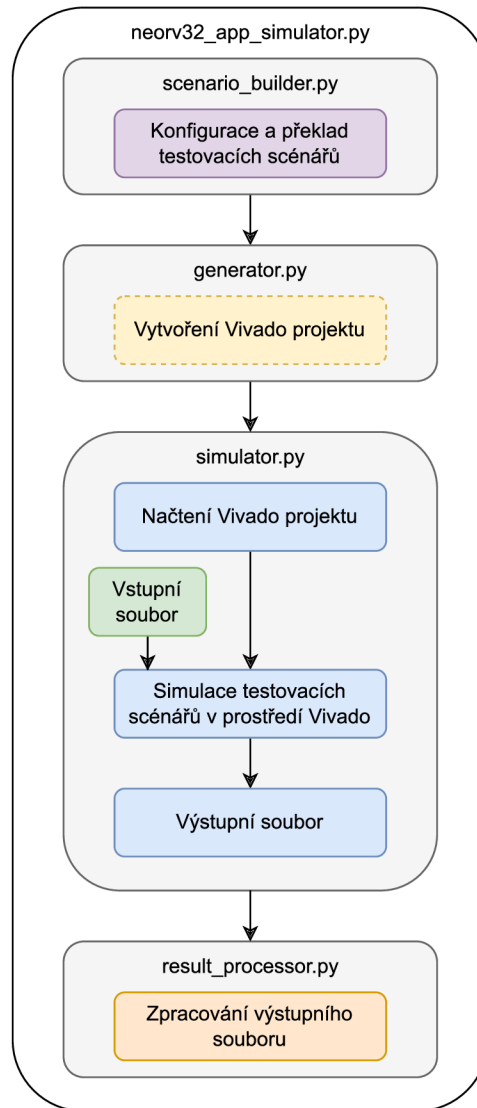 neorv32_app_simulator.py
scenario_builder.py
Konfigurace a překlad
testovacích scénářů
generator.py
Vytvoření Vivado projektu
simulator.py
Načtení Vivado projektu
Vstupní
soubor
Simulace testovacích
scénářů v prostředí Vivado
Výstupní soubor
result_processor.py
Zpracování výstupního
souboru